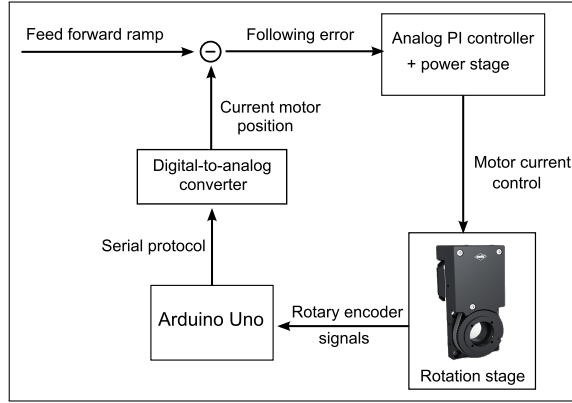 Feed forward ramp
Following error
Analog PI controller
+ power stage
Current motor
position
Digital-to-analog
converter
Motor current
control
Serial protocol
Arduino Uno
Rotary encoder
signals
Rotation stage